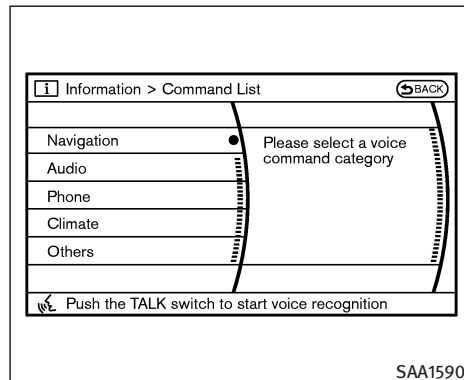 i Information > Command List BACK
Navigation
Please select a voice
command category
Audio
Phone
Climate
Others
Push the TALK switch to start voice recognition
SAA1590